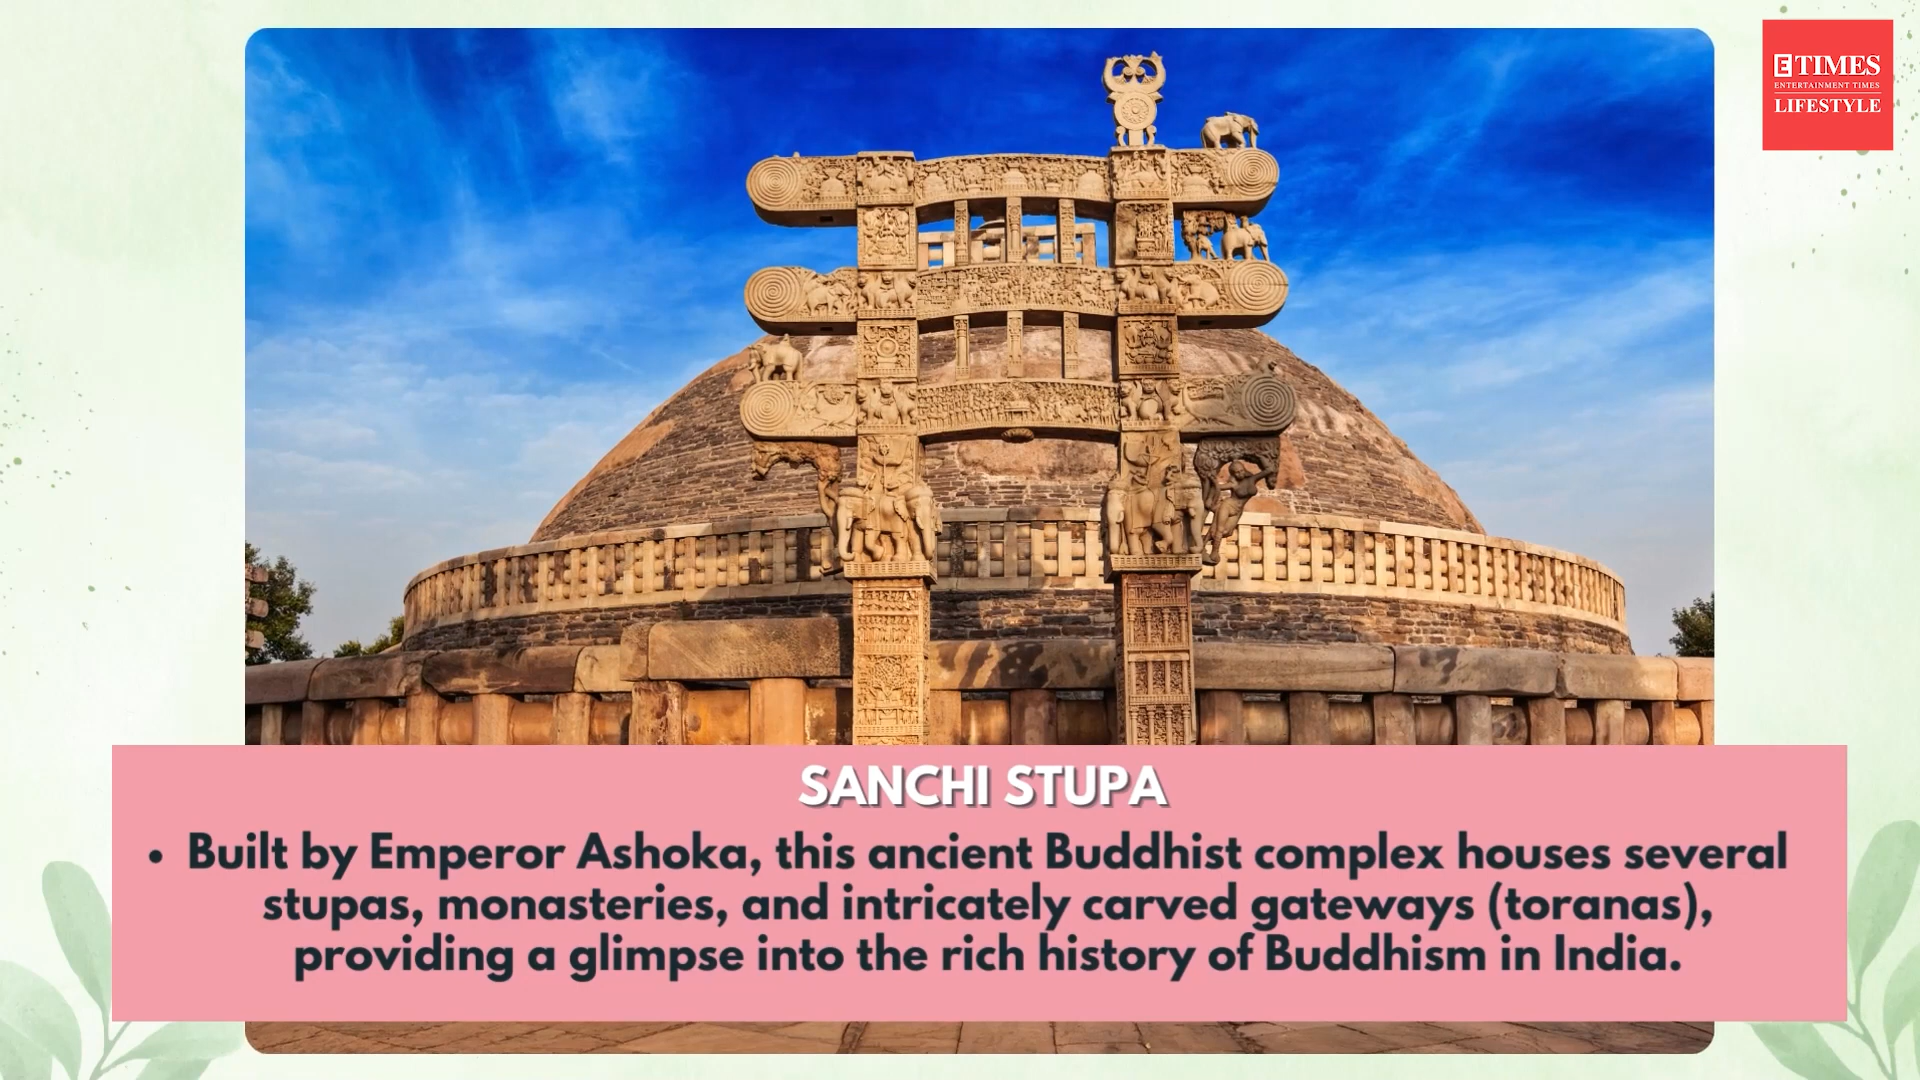 ETIMES
ENTERTAINMENT TIMES
LIFESTYLE
SANCHI STUPA
• Built by Emperor Ashoka, this ancient Buddhist complex houses several
stupas, monasteries, and intricately carved gateways (toranas),
providing a glimpse into the rich history of Buddhism in India.